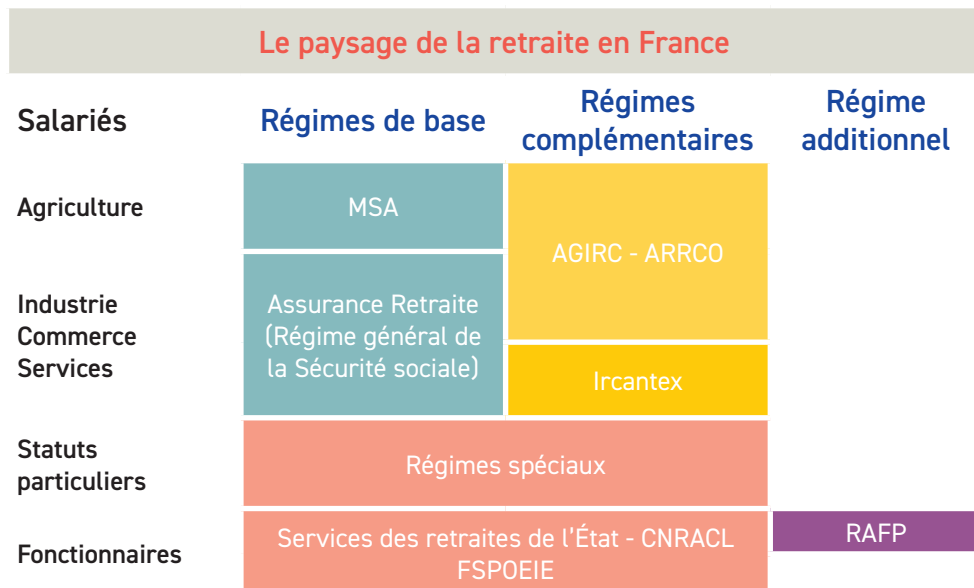 Le paysage de la retraite en France
Salariés
Régimes de base
Régimes
complémentaires
Régime
additionnel
Agriculture
MSA
AGIRC - ARRCO
Industrie
Commerce
Services
Assurance Retraite
(Régime général de
la Sécurité sociale)
Ircantex
Statuts
particuliers
Régimes spéciaux
Fonctionnaires
Services des retraites de l’État - CNRACL
FSPOEIE
RAFP